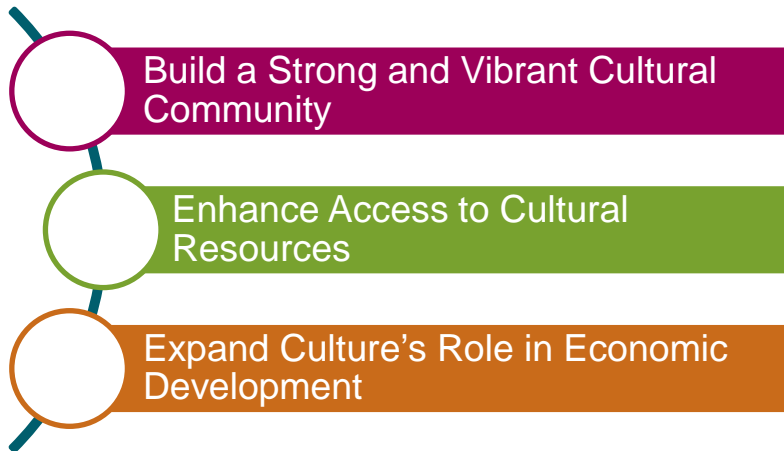 Build a Strong and Vibrant Cultural
Community
Enhance Access to Cultural
Resources
Expand Culture’s Role in Economic
Development